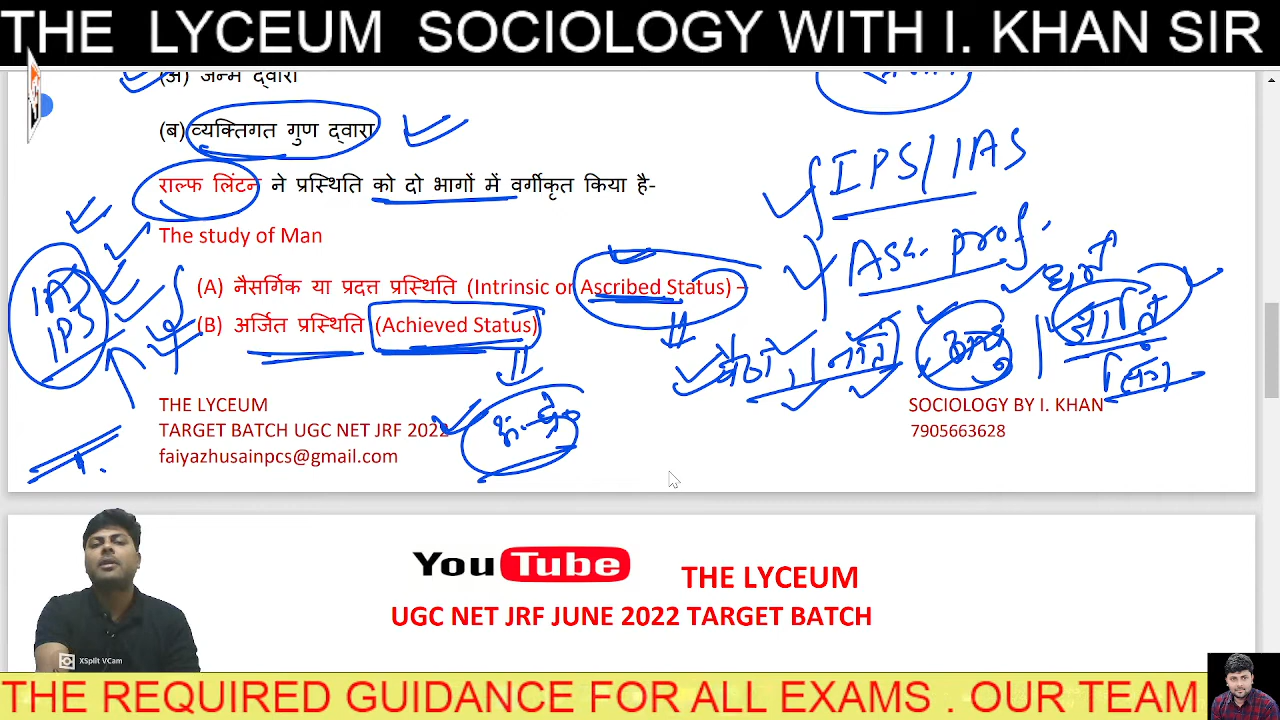 THE LYCEUM SOCIOLOGY WITH I. KHAN SIR
(अ) जन्म द्वारा
(ब) व्यक्तिगत गुण द्वारा
IPS/IAS
राल्फ लिंटन ने प्रस्थिति को दो भागों में वर्गीकृत किया है-
The study of Man
Ass. prof.
(A) नैसर्गिक या प्रदत्त प्रस्थिति (Intrinsic or Ascribed Status) –
IAS
IPS
(B) अर्जित प्रस्थिति (Achieved Status)
जाति
लिंग
THE LYCEUM
TARGET BATCH UGC NET JRF 2022
faiyazhusainpcs@gmail.com
SOCIOLOGY BY I. KHAN
7905663628
YouTube THE LYCEUM
UGC NET JRF JUNE 2022 TARGET BATCH
XSplit VCam
THE REQUIRED GUIDANCE FOR ALL EXAMS . OUR TEAM